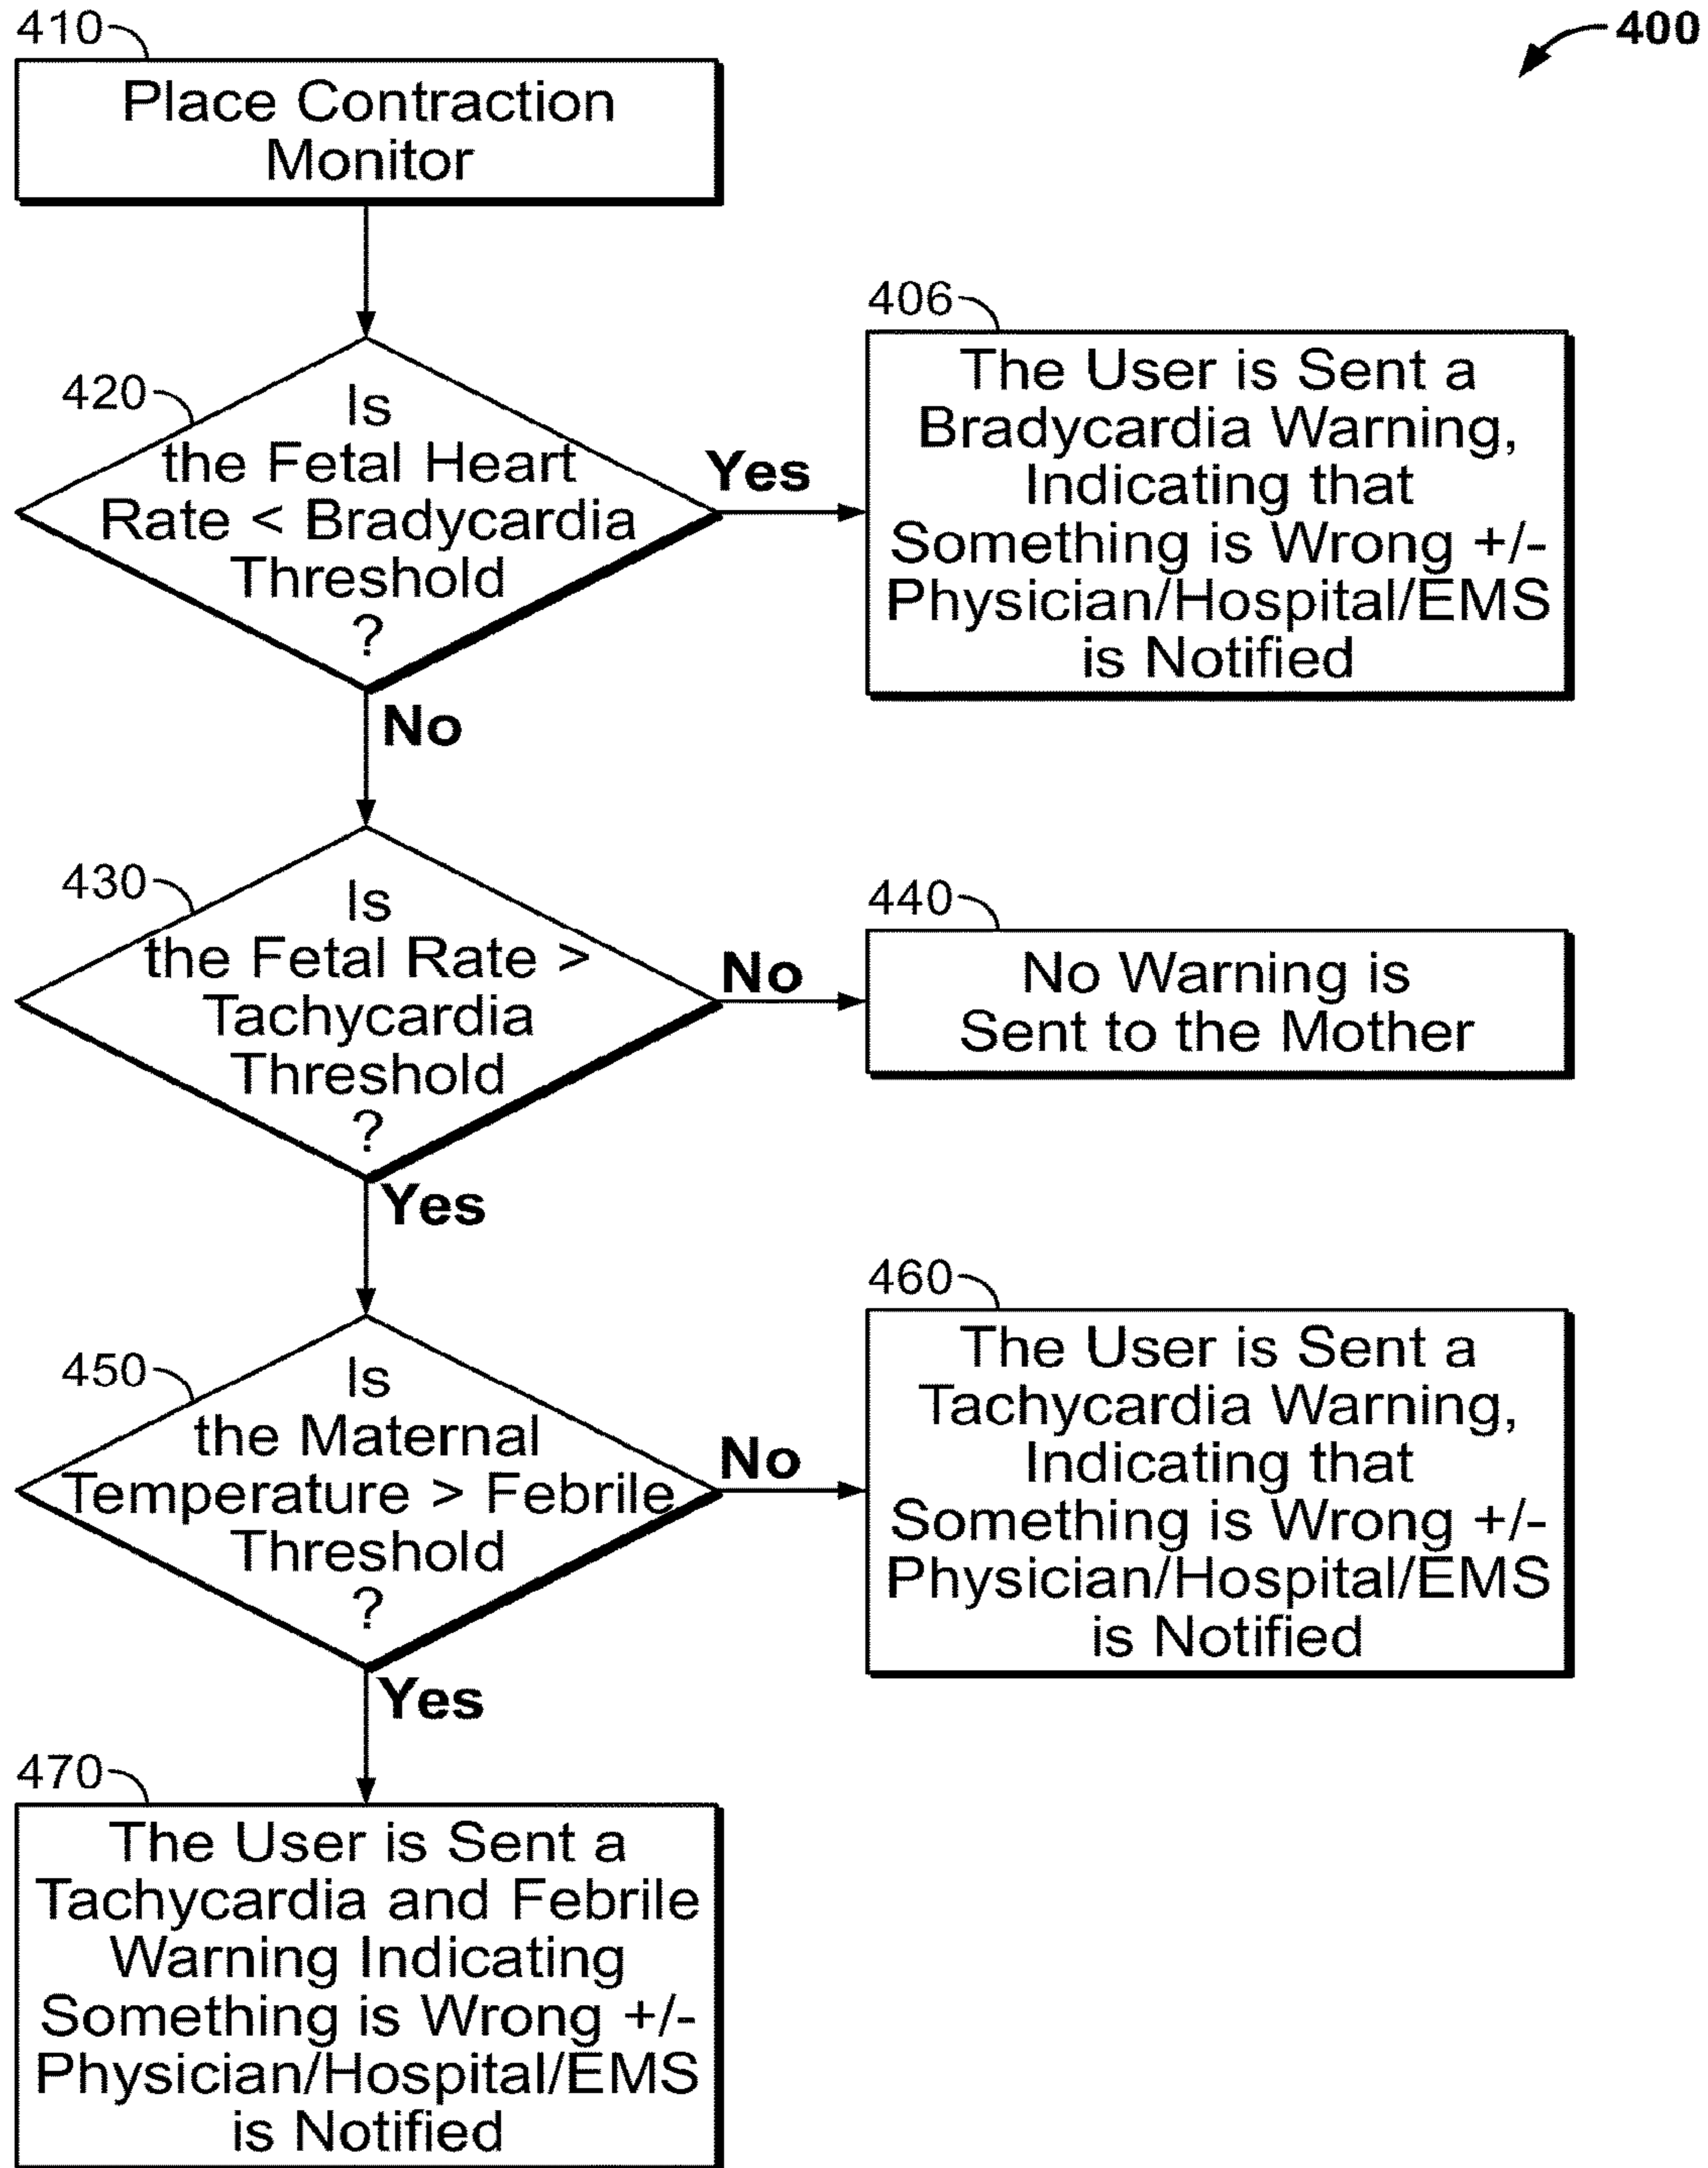 400
410
Place Contraction
Monitor
420
Is
the Fetal Heart
Rate < Bradycardia
Threshold
?
Yes
No
406
The User is Sent a
Bradycardia Warning,
Indicating that
Something is Wrong +/-
Physician/Hospital/EMS
is Notified
430
Is
the Fetal Rate >
Tachycardia
Threshold
?
No
Yes
440
No Warning is
Sent to the Mother
450
Is
the Maternal
Temperature > Febrile
Threshold
?
No
Yes
460
The User is Sent a
Tachycardia Warning,
Indicating that
Something is Wrong +/-
Physician/Hospital/EMS
is Notified
470
The User is Sent a
Tachycardia and Febrile
Warning Indicating
Something is Wrong +/-
Physician/Hospital/EMS
is Notified